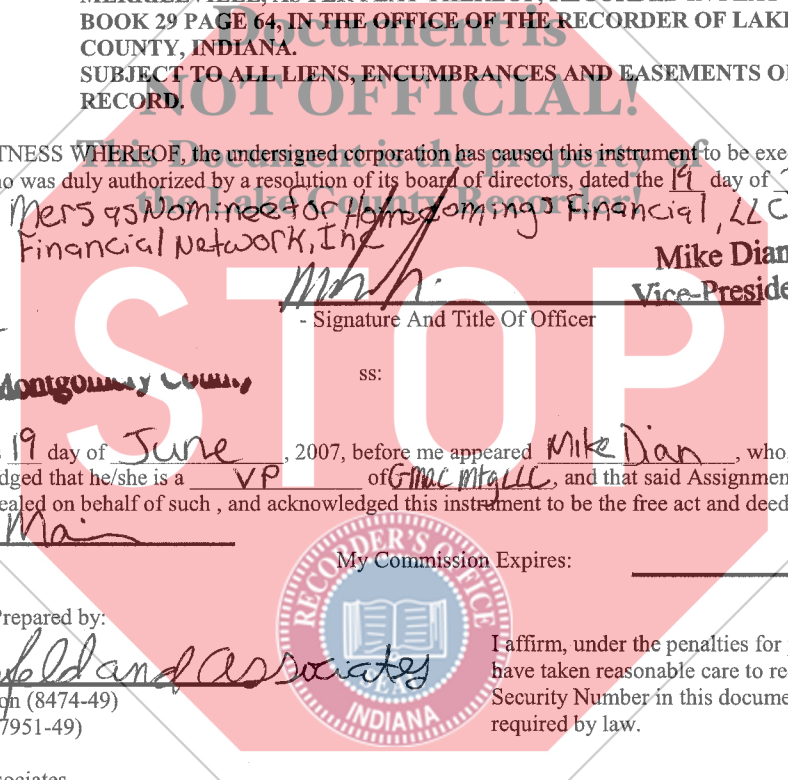 BOOK 29 PAGE 64, IN THE OFFICE OF THE RECORDER OF LAKE
COUNTY, INDIANA.
SUBJECT TO ALL LIENS, ENCUMBRANCES AND EASEMENTS OF
RECORD.
Document is
NOT OFFICIAL!
This Document is the property of
the Lake County Recorder!
TNESS WHEREOF, the undersigned corporation has caused this instrument to be exe
o was duly authorized by a resolution of its board of directors, dated the 19 day of
Mers as Nominee for Homecomings Financial, LLC
Financial Network, Inc
Mike Dian
Vice-Preside
- Signature And Title Of Officer
STOP
Montgomery County
ss:
19 day of June, 2007, before me appeared Mike Dian, who,
dged that he/she is a VP of Gmac Mtg LLC, and that said Assignmen
ealed on behalf of such , and acknowledged this instrument to be the free act and deed
My Commission Expires:
RECORDER'S OFFICE
SEAL
INDIANA
Prepared by:
feld and associates
on (8474-49)
7951-49)
I affirm, under the penalties for
have taken reasonable care to re
Security Number in this docume
required by law.
sociates